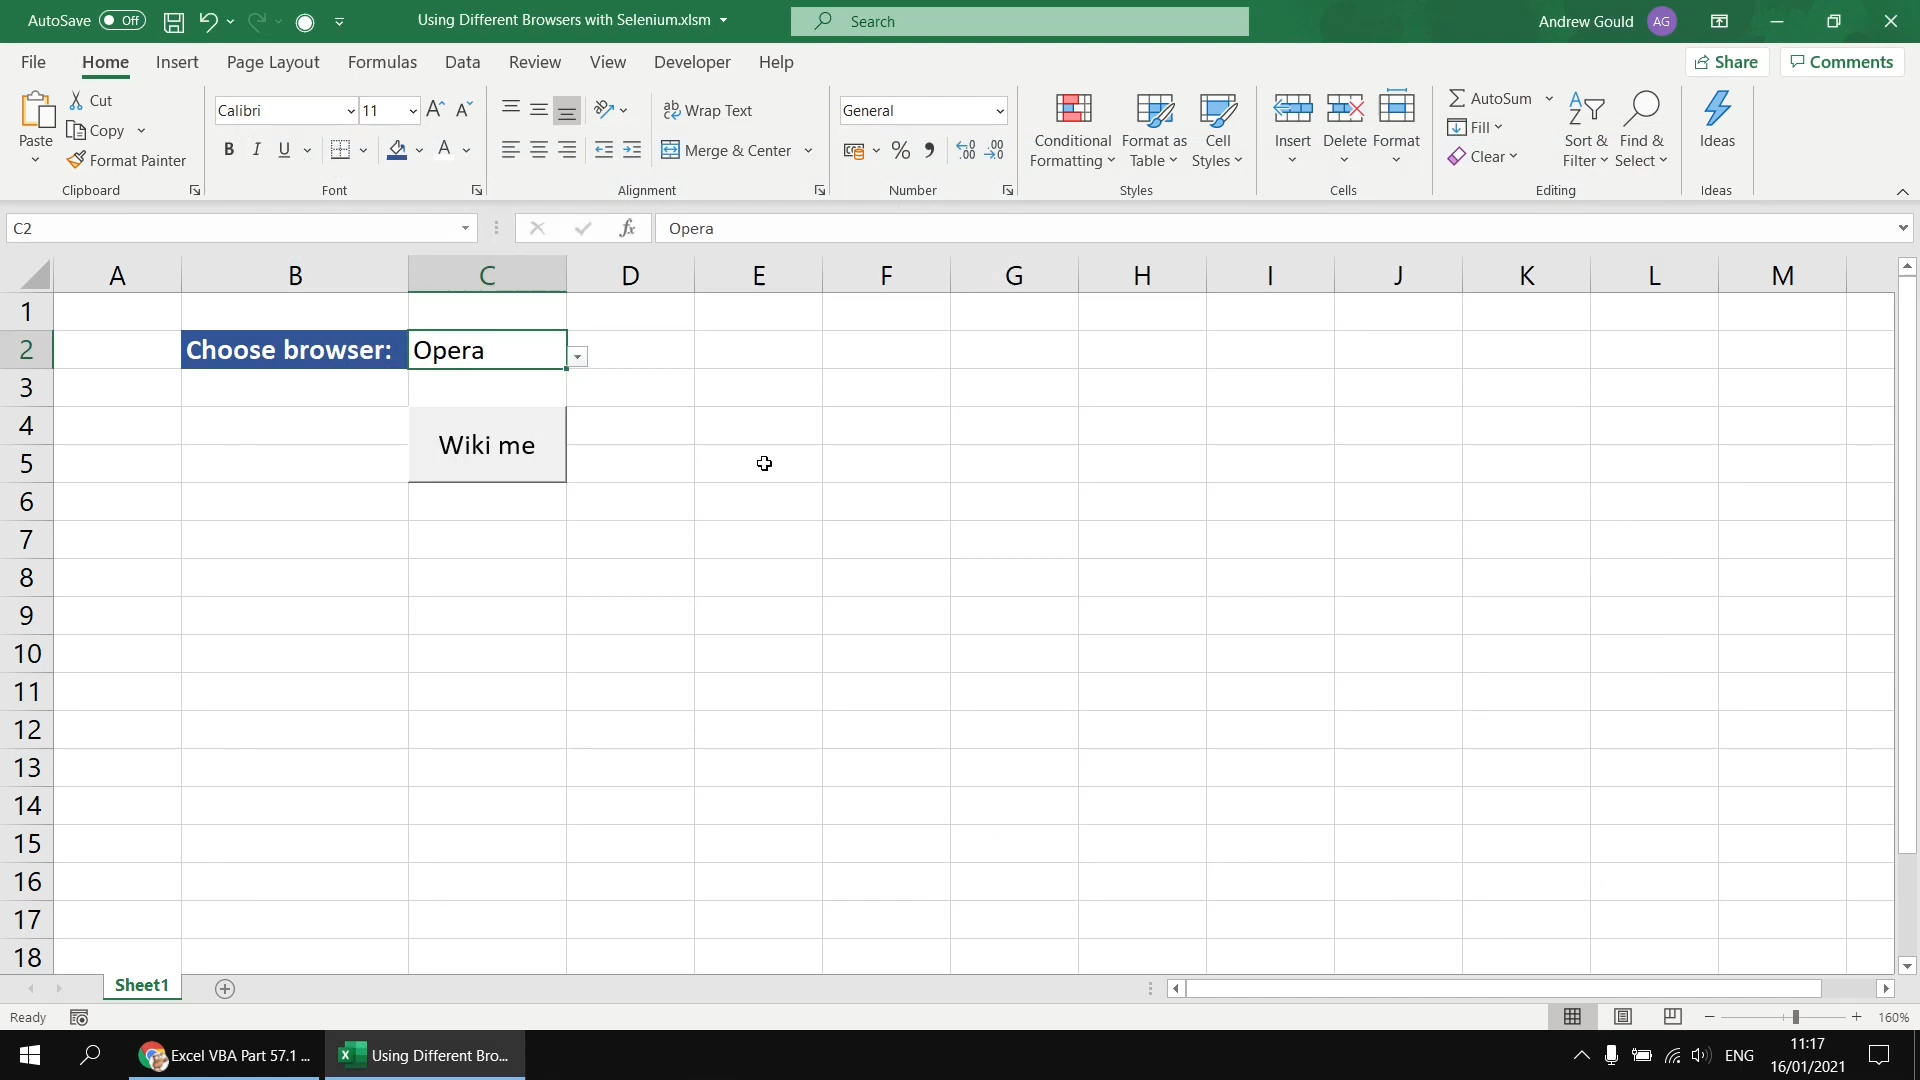 AutoSave Off Using Different Browsers with Selenium.xlsm Search Andrew Gould AG
File Home Insert Page Layout Formulas Data Review View Developer Help Share Comments
Paste Cut Copy Format Painter Clipboard
Calibri 11 B I U A Font
ab Wrap Text Merge & Center Alignment
General % Number
Conditional Formatting Format as Table Cell Styles Styles
Insert Delete Format Cells
AutoSum Fill Clear Sort & Filter Find & Select Editing
Ideas Ideas
C2 fx Opera
A B C D E F G H I J K L M
1
2 Choose browser: Opera
3
4
Wiki me
5
6
7
8
9
10
11
12
13
14
15
16
17
18
Sheet1
Ready 160%
Excel VBA Part 57.1 ... Using Different Bro... ENG 11:17
16/01/2021